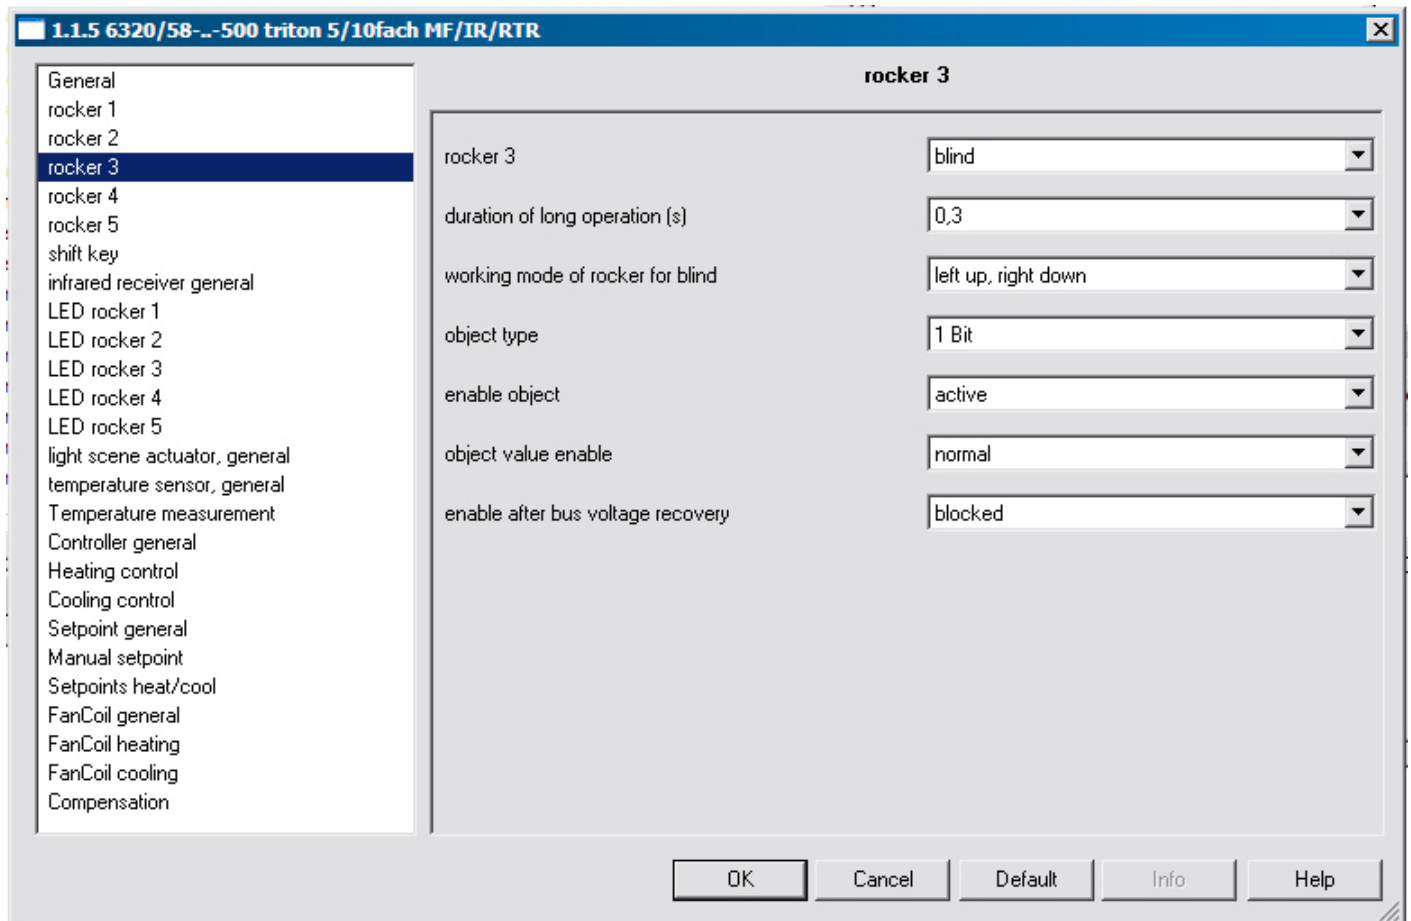 1.1.5 6320/58-..-500 triton 5/10fach MF/IR/RTR
General
rocker 1
rocker 2
rocker 3
rocker 4
rocker 5
shift key
infrared receiver general
LED rocker 1
LED rocker 2
LED rocker 3
LED rocker 4
LED rocker 5
light scene actuator, general
temperature sensor, general
Temperature measurement
Controller general
Heating control
Cooling control
Setpoint general
Manual setpoint
Setpoints heat/cool
FanCoil general
FanCoil heating
FanCoil cooling
Compensation
rocker 3
rocker 3 blind
duration of long operation (s) 0,3
working mode of rocker for blind left up, right down
object type 1 Bit
enable object active
object value enable normal
enable after bus voltage recovery blocked
OK Cancel Default Info Help